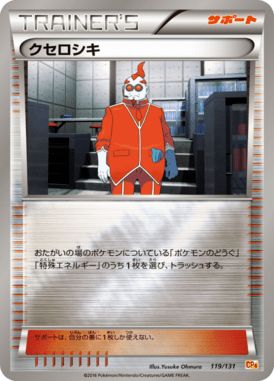 TRAINER'S サポート
クセロシキ
おたがいの場のポケモンについている「ポケモンのどうぐ」
「特殊エネルギー」のうち1枚を選び、トラッシュする。
サポートは、自分の番に1枚しか使えない。
Illus.Yusuke Ohmura CP4 119/131
©2016 Pokémon/Nintendo/Creatures/GAME FREAK.